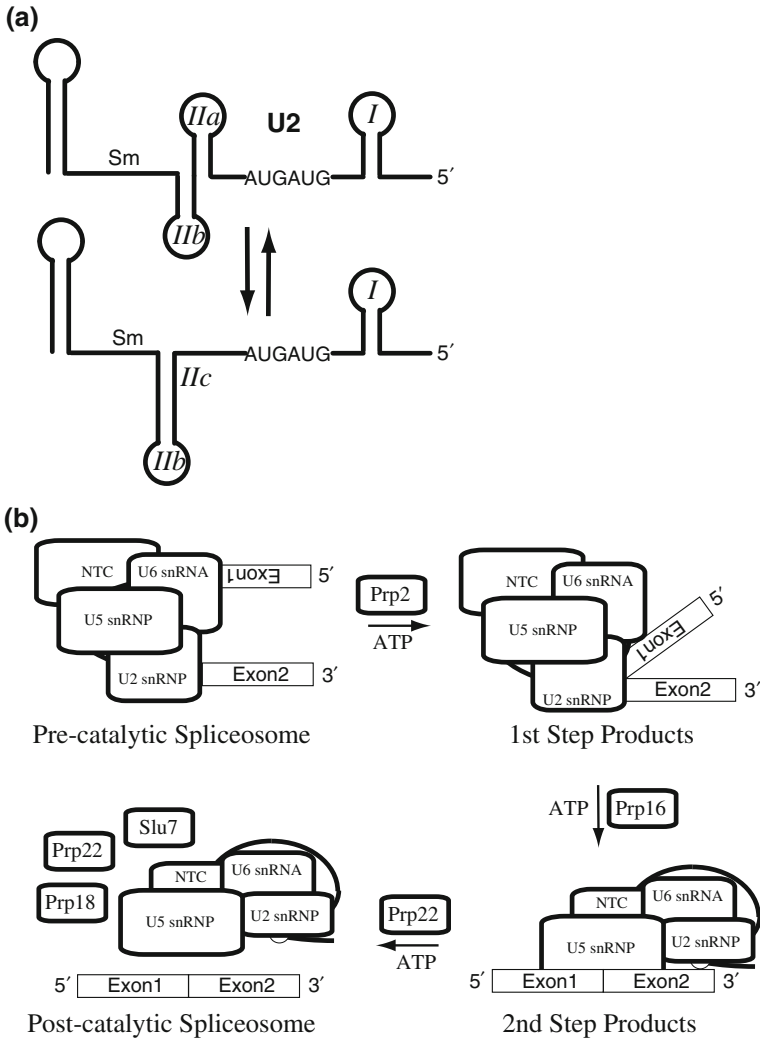 (a)
IIa
U2
I
Sm
AUGAUG
5′
IIb
I
Sm
AUGAUG
5′
IIc
IIb
(b)
NTC
U6 snRNA
Exon1
5′
U5 snRNP
U2 snRNP
Exon2
3′
Pre-catalytic Spliceosome
Prp2
ATP
NTC
U6 snRNA
5′
Exon1
U5 snRNP
U2 snRNP
Exon2
3′
1st Step Products
ATP
Prp16
Slu7
Prp22
Prp18
NTC
U6 snRNA
U5 snRNP
U2 snRNP
5′
Exon1
Exon2
3′
Post-catalytic Spliceosome
Prp22
ATP
NTC
U6 snRNA
U5 snRNP
U2 snRNP
5′
Exon1
Exon2
3′
2nd Step Products